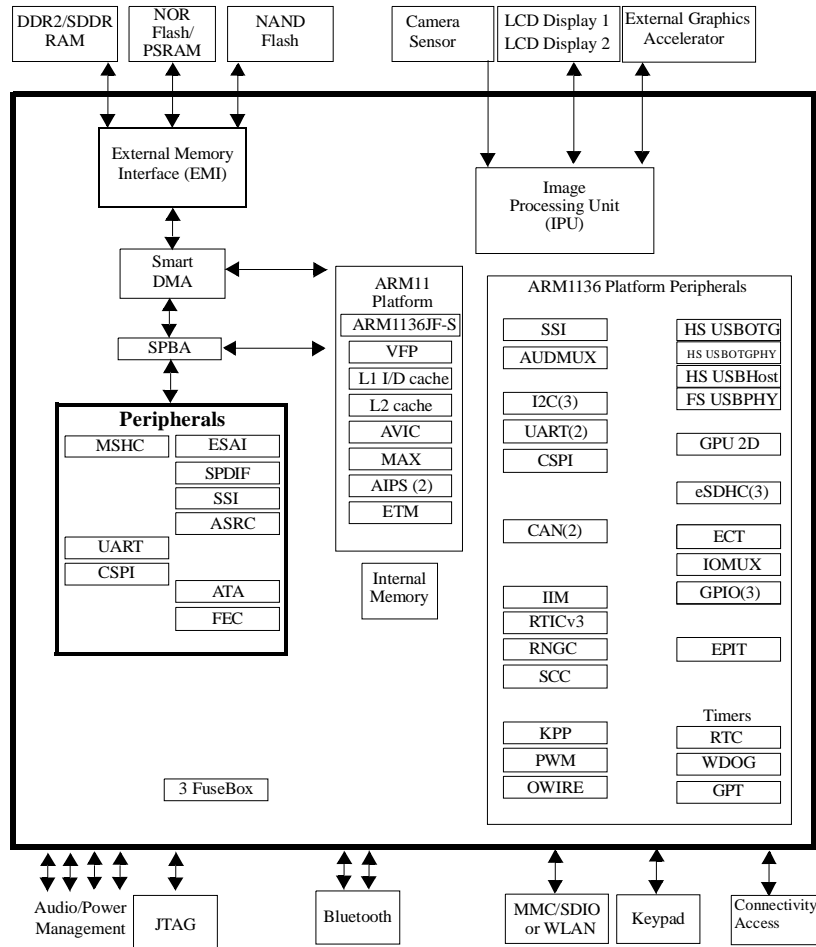 DDR2/SDDR
RAM
NOR
Flash/
PSRAM
NAND
Flash
Camera
Sensor
LCD Display 1
LCD Display 2
External Graphics
Accelerator
External Memory
Interface (EMI)
Image
Processing Unit
(IPU)
Smart
DMA
SPBA
Peripherals
MSHC
ESAI
SPDIF
SSI
ASRC
UART
CSPI
ATA
FEC
ARM11
Platform
ARM1136JF-S
VFP
L1 I/D cache
L2 cache
AVIC
MAX
AIPS (2)
ETM
Internal
Memory
ARM1136 Platform Peripherals
SSI
AUDMUX
I2C(3)
UART(2)
CSPI
CAN(2)
IIM
RTICv3
RNGC
SCC
KPP
PWM
OWIRE
HS USBOTG
HS USBOTGPHY
HS USBHost
FS USBPHY
GPU 2D
eSDHC(3)
ECT
IOMUX
GPIO(3)
EPIT
Timers
RTC
WDOG
GPT
3 FuseBox
Audio/Power
Management
JTAG
Bluetooth
MMC/SDIO
or WLAN
Keypad
Connectivity
Access